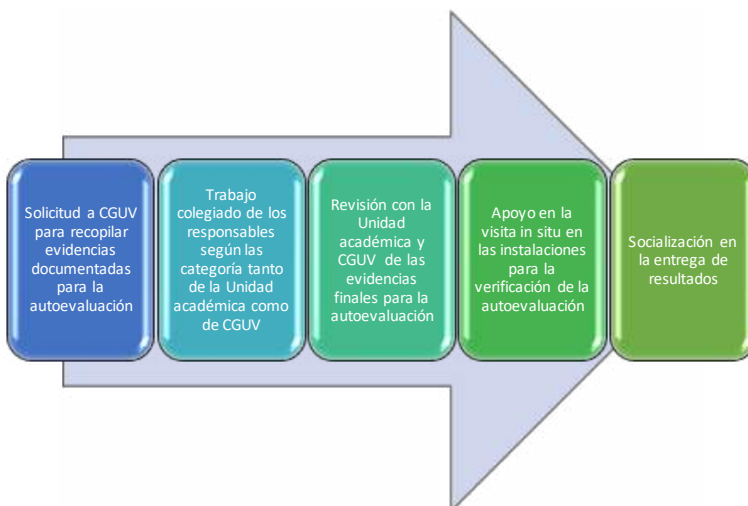 Solicitud a CGUV
para recopilar
evidencias
documentadas
para la
autoevaluación
Trabajo
colegiado de los
responsables
según las
categoría tanto
de la Unidad
académica como
de CGUV
Revisión con la
Unidad
académica y
CGUV de las
evidencias
finales para la
autoevaluación
Apoyo en la
visita in situ en
las instalaciones
para la
verificación de la
autoevaluación
Socialización en
la entrega de
resultados